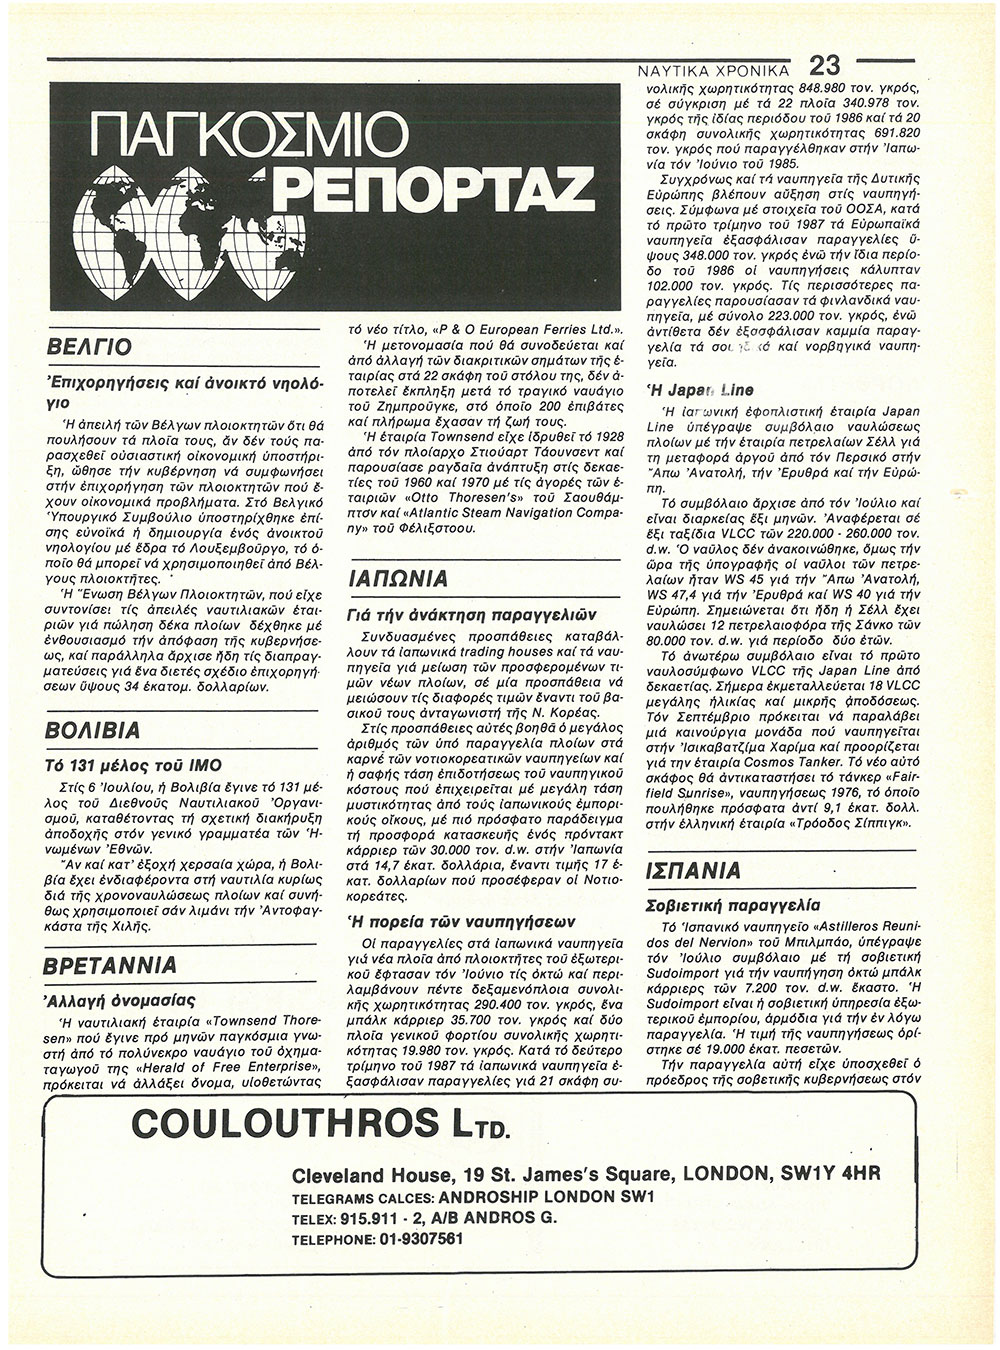 ΝΑΥΤΙΚΑ ΧΡΟΝΙΚΑ 23
ΠΑΓΚΟΣΜΙΟ
ΡΕΠΟΡΤΑΖ
ΒΕΛΓΙΟ
Ἐπιχορηγήσεις καί ἀνοικτό νηολό-
γιο
Ἡ ἀπειλή τῶν Βέλγων πλοιοκτητῶν ὅτι θά
πουλήσουν τά πλοῖα τους, ἄν δέν τούς πα-
ρασχεθεῖ οὐσιαστική οἰκονομική ὑποστήρι-
ξη, ὤθησε τήν κυβέρνηση νά συμφωνήσει
στήν ἐπιχορήγηση τῶν πλοιοκτητῶν πού ἔ-
χουν οἰκονομικά προβλήματα. Στό Βελγικό
Ὑπουργικό Συμβούλιο ὑποστηρίχθηκε ἐπί-
σης εὐνοϊκά ἡ δημιουργία ἑνός ἀνοικτοῦ
νηολογίου μέ ἕδρα τό Λουξεμβοῦργο, τό ὁ-
ποῖο θά μπορεῖ νά χρησιμοποιηθεῖ ἀπό Βέλ-
γους πλοιοκτῆτες.
Ἡ Ἕνωση Βέλγων Πλοιοκτητῶν, πού εἶχε
συντονίσει τίς ἀπειλές ναυτιλιακῶν ἑται-
ριῶν γιά πώληση δέκα πλοίων δέχθηκε μέ
ἐνθουσιασμό τήν ἀπόφαση τῆς κυβερνήσε-
ως, καί παράλληλα ἄρχισε ἤδη τίς διαπραγ-
ματεύσεις γιά ἕνα διετές σχέδιο ἐπιχορηγή-
σεων ὕψους 34 ἑκατομ. δολλαρίων.
ΒΟΛΙΒΙΑ
Τό 131 μέλος τοῦ ΙΜΟ
Στίς 6 Ἰουλίου, ἡ Βολιβία ἔγινε τό 131 μέ-
λος τοῦ Διεθνοῦς Ναυτιλιακοῦ Ὀργανι-
σμοῦ, καταθέτοντας τή σχετική διακήρυξη
ἀποδοχῆς στόν γενικό γραμματέα τῶν Ἡ-
νωμένων Ἐθνῶν.
Ἄν καί κατ' ἐξοχή χερσαία χώρα, ἡ Βολι-
βία ἔχει ἐνδιαφέροντα στή ναυτιλία κυρίως
διά τῆς χρονοναυλώσεως πλοίων καί συνή-
θως χρησιμοποιεῖ σάν λιμάνι τήν Ἀντοφαγ-
κάστα τῆς Χιλῆς.
ΒΡΕΤΑΝΝΙΑ
Ἀλλαγή ὀνομασίας
Ἡ ναυτιλιακή ἑταιρία «Townsend Thore-
sen» πού ἔγινε πρό μηνῶν παγκόσμια γνω-
στή ἀπό τό πολύνεκρο ναυάγιο τοῦ ὀχημα-
ταγωγοῦ της «Herald of Free Enterprise»,
πρόκειται νά ἀλλάξει ὄνομα, υἱοθετώντας
τό νέο τίτλο, «P & O European Ferries Ltd.».
Ἡ μετονομασία πού θά συνοδεύεται καί
ἀπό ἀλλαγή τῶν διακριτικῶν σημάτων τῆς ἑ-
ταιρίας στά 22 σκάφη τοῦ στόλου της, δέν ἀ-
ποτελεῖ ἔκπληξη μετά τό τραγικό ναυάγιο
τοῦ Ζημπροῦγκε, στό ὁποῖο 200 ἐπιβάτες
καί πλήρωμα ἔχασαν τή ζωή τους.
Ἡ ἑταιρία Townsend εἶχε ἱδρυθεῖ τό 1928
ἀπό τόν πλοίαρχο Στιούαρτ Τάουνσεντ καί
παρουσίασε ραγδαία ἀνάπτυξη στίς δεκαε-
τίες τοῦ 1960 καί 1970 μέ τίς ἀγορές τῶν ἑ-
ταιριῶν «Otto Thoresen's» τοῦ Σαουθάμ-
πτον καί «Atlantic Steam Navigation Compa-
ny» τοῦ Φέλιξστοου.
ΙΑΠΩΝΙΑ
Γιά τήν ἀνάκτηση παραγγελιῶν
Συνδυασμένες προσπάθειες καταβάλ-
λουν τά ἰαπωνικά trading houses καί τά ναυ-
πηγεῖα γιά μείωση τῶν προσφερομένων τι-
μῶν νέων πλοίων, σέ μία προσπάθεια νά
μειώσουν τίς διαφορές τιμῶν ἔναντι τοῦ βα-
σικοῦ τους ἀνταγωνιστή τῆς Ν. Κορέας.
Στίς προσπάθειες αὐτές βοηθᾶ ὁ μεγάλος
ἀριθμός τῶν ὑπό παραγγελία πλοίων στά
καρνέ τῶν νοτιοκορεατικῶν ναυπηγείων καί
ἡ σαφής τάση ἐπιδοτήσεως τοῦ ναυπηγικοῦ
κόστους πού ἐπιχειρεῖται μέ μεγάλη τάση
μυστικότητας ἀπό τούς ἰαπωνικούς ἐμπορι-
κούς οἴκους, μέ πιό πρόσφατο παράδειγμα
τή προσφορά κατασκευῆς ἑνός πρόντακτ
κάρριερ τῶν 30.000 τον. d.w. στήν Ἰαπωνία
στά 14,7 ἑκατ. δολλάρια, ἔναντι τιμῆς 17 ἑ-
κατ. δολλαρίων πού προσέφεραν οἱ Νοτιο-
κορεάτες.
Ἡ πορεία τῶν ναυπηγήσεων
Οἱ παραγγελίες στά ἰαπωνικά ναυπηγεῖα
γιά νέα πλοῖα ἀπό πλοιοκτῆτες τοῦ ἐξωτερι-
κοῦ ἔφτασαν τόν Ἰούνιο τίς ὀκτώ καί περι-
λαμβάνουν πέντε δεξαμενόπλοια συνολι-
κῆς χωρητικότητας 290.400 τον. γκρός, ἕνα
μπάλκ κάρριερ 35.700 τον. γκρός καί δύο
πλοῖα γενικοῦ φορτίου συνολικῆς χωρητι-
κότητας 19.980 τον. γκρός. Κατά τό δεύτερο
τρίμηνο τοῦ 1987 τά ἰαπωνικά ναυπηγεῖα ἐ-
ξασφάλισαν παραγγελίες γιά 21 σκάφη συ-
νολικῆς χωρητικότητας 848.980 τον. γκρός,
σέ σύγκριση μέ τά 22 πλοῖα 340.978 τον.
γκρός τῆς ἰδίας περιόδου τοῦ 1986 καί τά 20
σκάφη συνολικῆς χωρητικότητας 691.820
τον. γκρός πού παραγγέλθηκαν στήν Ἰαπω-
νία τόν Ἰούνιο τοῦ 1985.
Συγχρόνως καί τά ναυπηγεῖα τῆς Δυτικῆς
Εὐρώπης βλέπουν αὔξηση στίς ναυπηγή-
σεις. Σύμφωνα μέ στοιχεῖα τοῦ ΟΟΣΑ, κατά
τό πρῶτο τρίμηνο τοῦ 1987 τά Εὐρωπαϊκά
ναυπηγεῖα ἐξασφάλισαν παραγγελίες ὕ-
ψους 348.000 τον. γκρός ἐνῶ τήν ἴδια περίο-
δο τοῦ 1986 οἱ ναυπηγήσεις κάλυπταν
102.000 τον. γκρός. Τίς περισσότερες πα-
ραγγελίες παρουσίασαν τά φινλανδικά ναυ-
πηγεῖα, μέ σύνολο 223.000 τον. γκρός, ἐνῶ
ἀντίθετα δέν ἐξασφάλισαν καμμία παραγ-
γελία τά καί νορβηγικά ναυπη-
γεῖα.
Ἡ Japan Line
Ἡ ἰαπωνική ἐφοπλιστική ἑταιρία Japan
Line ὑπέγραψε συμβόλαιο ναυλώσεως
πλοίων μέ τήν ἑταιρία πετρελαίων Σέλλ γιά
τή μεταφορά ἀργοῦ ἀπό τόν Περσικό στήν
Ἄπω Ἀνατολή, τήν Ἐρυθρά καί τήν Εὐρώ-
πη.
Τό συμβόλαιο ἄρχισε ἀπό τόν Ἰούλιο καί
εἶναι διαρκείας ἕξι μηνῶν. Ἀναφέρεται σέ
ἕξι ταξίδια VLCC τῶν 220.000 - 260.000 τον.
d.w. Ὁ ναῦλος δέν ἀνακοινώθηκε, ὅμως τήν
ὥρα τῆς ὑπογραφῆς οἱ ναῦλοι τῶν πετρε-
λαίων ἦταν WS 45 γιά τήν Ἄπω Ἀνατολή,
WS 47,4 γιά τήν Ἐρυθρά καί WS 40 γιά τήν
Εὐρώπη. Σημειώνεται ὅτι ἤδη ἡ Σέλλ ἔχει
ναυλώσει 12 πετρελαιοφόρα τῆς Σάνκο τῶν
80.000 τον. d.w. γιά περίοδο δύο ἐτῶν.
Τό ἀνωτέρω συμβόλαιο εἶναι τό πρῶτο
ναυλοσύμφωνο VLCC τῆς Japan Line ἀπό
δεκαετίας. Σήμερα ἐκμεταλλεύεται 18 VLCC
μεγάλης ἡλικίας καί μικρῆς ἀποδόσεως.
Τόν Σεπτέμβριο πρόκειται νά παραλάβει
μιά καινούργια μονάδα πού ναυπηγεῖται
στήν Ἰσικαβατζίμα Χαρίμα καί προορίζεται
γιά την ἑταιρία Cosmos Tanker. Τό νέο αὐτό
σκάφος θά ἀντικαταστήσει τό τάνκερ «Fair-
field Sunrise», ναυπηγήσεως 1976, τό ὁποῖο
πουλήθηκε πρόσφατα ἀντί 9,1 ἑκατ. δολλ.
στήν ἑλληνική ἑταιρία «Τρόοδος Σίππιγκ».
ΙΣΠΑΝΙΑ
Σοβιετική παραγγελία
Τό Ἰσπανικό ναυπηγεῖο «Astilleros Reuni-
dos del Nervion» τοῦ Μπιλμπάο, ὑπέγραψε
τόν Ἰούλιο συμβόλαιο μέ τή σοβιετική
Sudoimport γιά τήν ναυπήγηση ὀκτώ μπάλκ
κάρριερς τῶν 7.200 τον. d.w. ἕκαστο. Ἡ
Sudoimport εἶναι ἡ σοβιετική ὑπηρεσία ἐξω-
τερικοῦ ἐμπορίου, ἁρμόδια γιά τήν ἐν λόγω
παραγγελία. Ἡ τιμή τῆς ναυπηγήσεως ὁρί-
στηκε σέ 19.000 ἑκατ. πεσετῶν.
Τήν παραγγελία αὐτή εἶχε ὑποσχεθεῖ ὁ
πρόεδρος τῆς σοβετικῆς κυβερνήσεως στόν
COULOUTHROS LTD.
Cleveland House, 19 St. James's Square, LONDON, SW1Y 4HR
TELEGRAMS CALCES: ANDROSHIP LONDON SW1
TELEX: 915.911 - 2, A/B ANDROS G.
TELEPHONE: 01-9307561